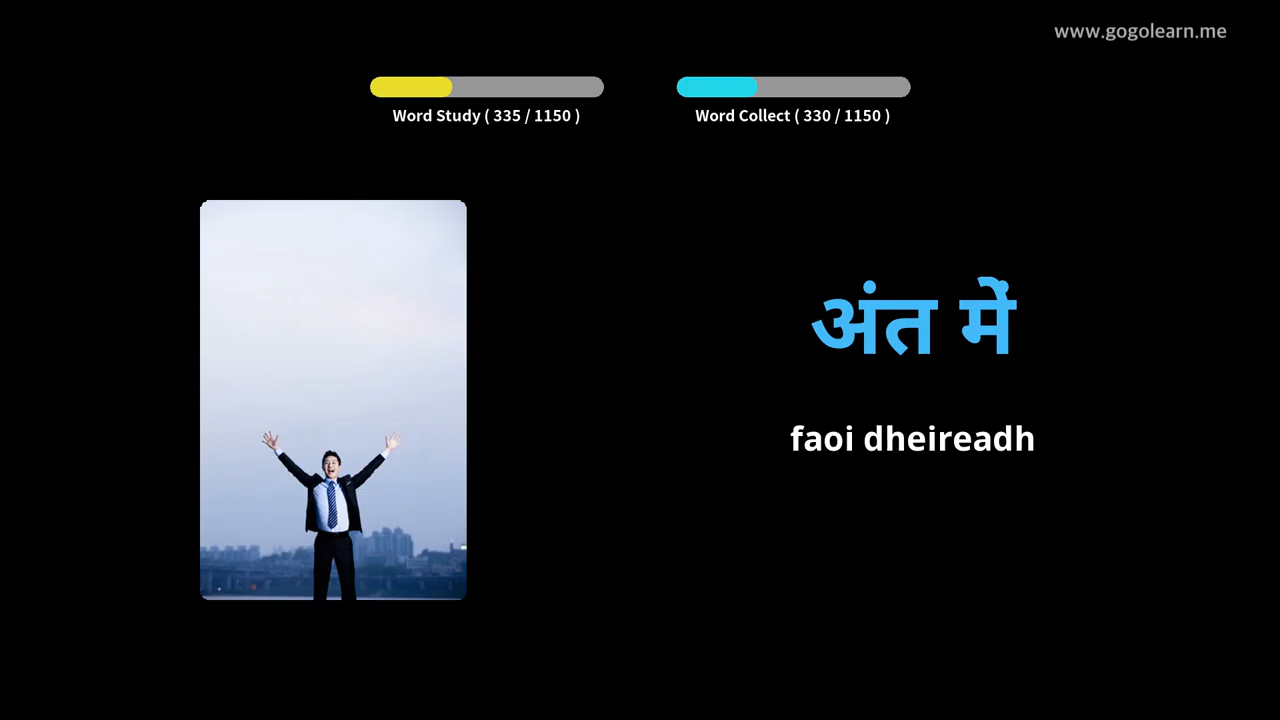 www.gogolearn.me
Word Study ( 335 / 1150 )
Word Collect ( 330 / 1150 )
अंत में
faoi dheireadh